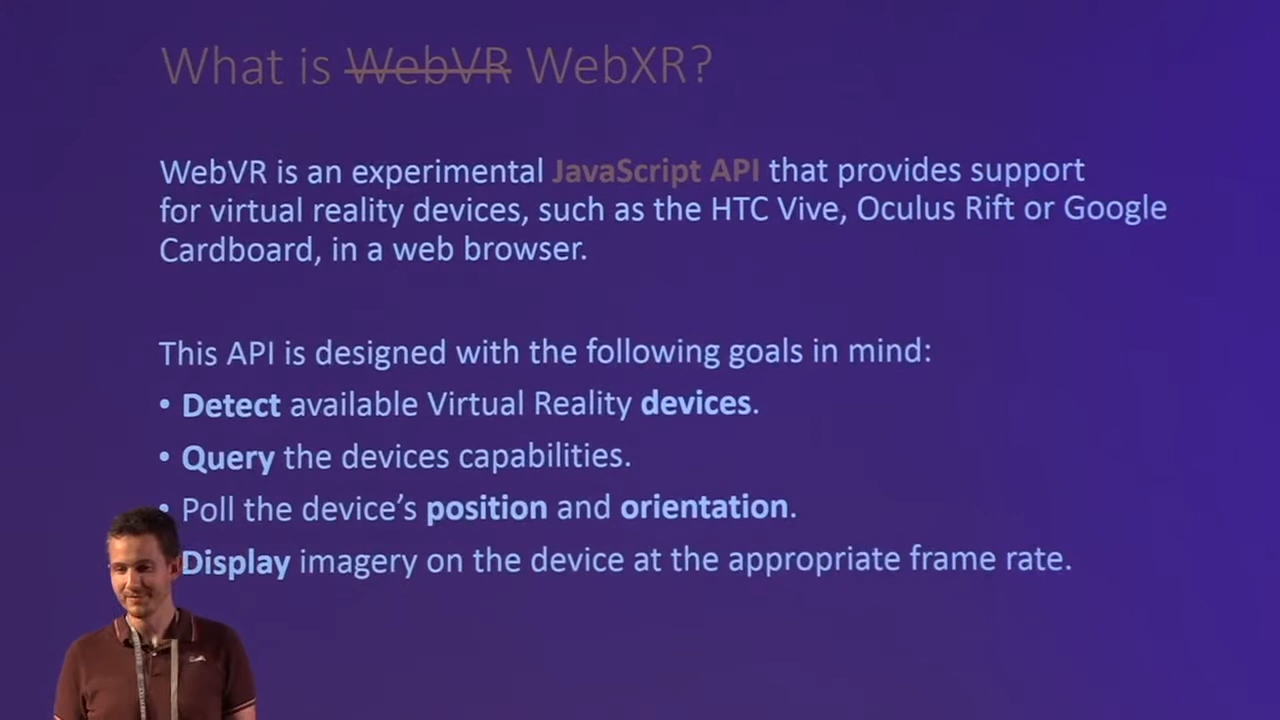 What is WebVR WebXR?
WebVR is an experimental JavaScript API that provides support
for virtual reality devices, such as the HTC Vive, Oculus Rift or Google
Cardboard, in a web browser.
This API is designed with the following goals in mind:
• Detect available Virtual Reality devices.
• Query the devices capabilities.
• Poll the device’s position and orientation.
Display imagery on the device at the appropriate frame rate.